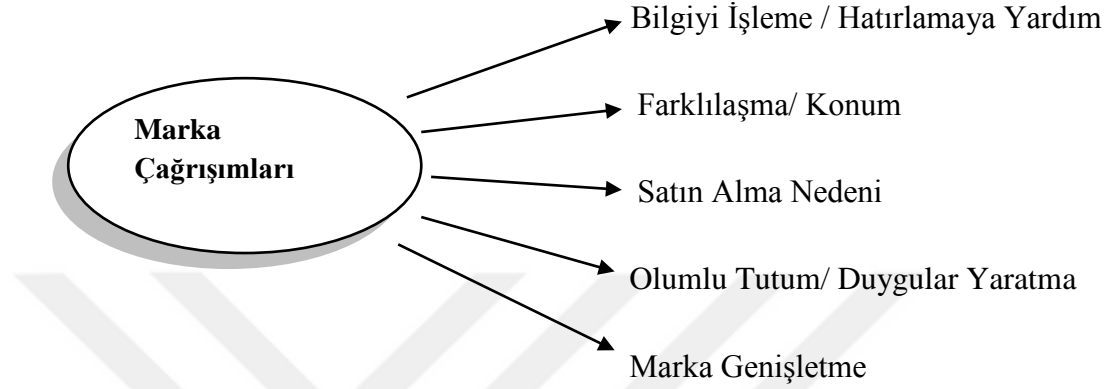 Bilgiyi İşleme / Hatırlamaya Yardım
Farklılaşma/ Konum
Marka
Çağrışımları
Satın Alma Nedeni
Olumlu Tutum/ Duygular Yaratma
Marka Genişletme